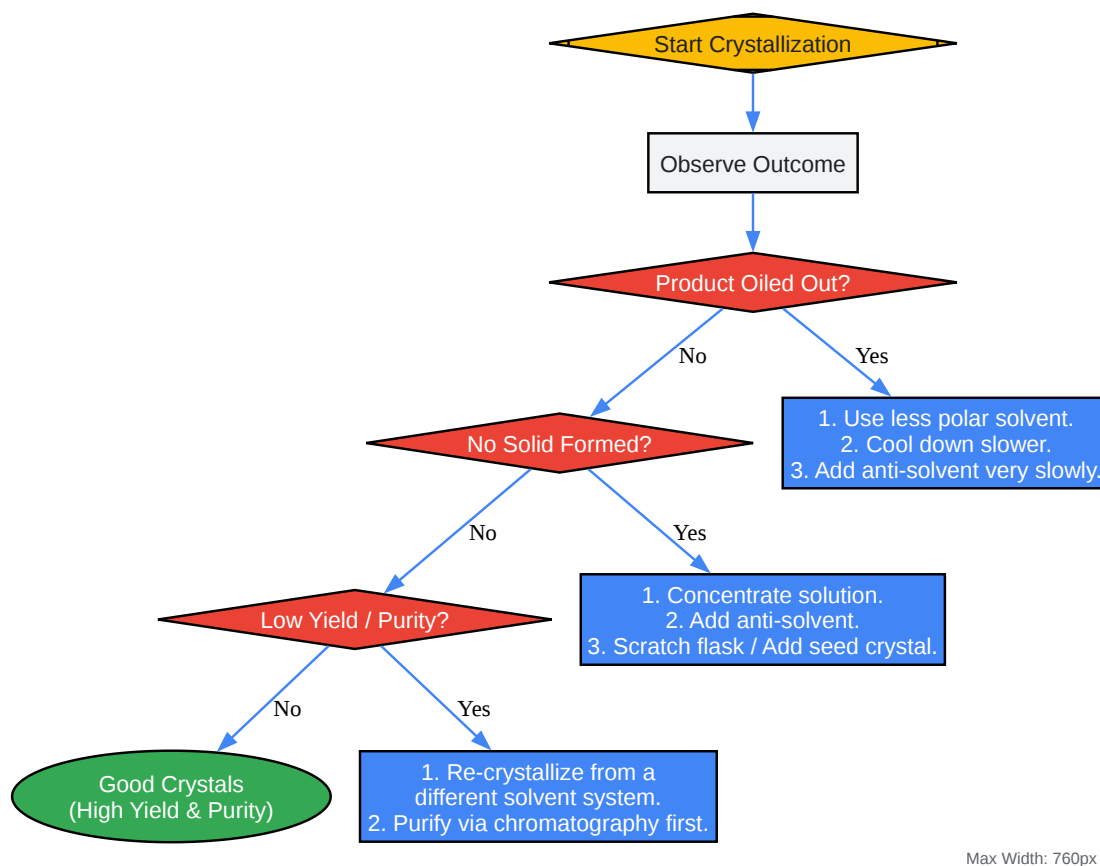 Start Crystallization
Observe Outcome
Product Oiled Out?
No
Yes
1. Use less polar solvent.
2. Cool down slower.
3. Add anti-solvent very slowly.
No Solid Formed?
No
Yes
1. Concentrate solution.
2. Add anti-solvent.
3. Scratch flask / Add seed crystal.
Low Yield / Purity?
No
Yes
Good Crystals
(High Yield & Purity)
1. Re-crystallize from a
different solvent system.
2. Purify via chromatography first.
Max Width: 760px